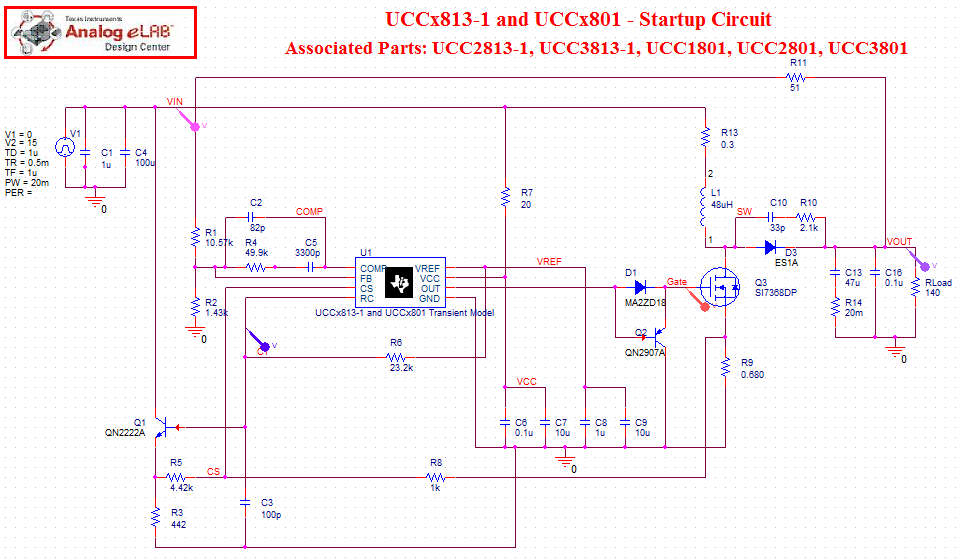 Texas Instruments
Analog eLAB
Design Center
UCCx813-1 and UCCx801 - Startup Circuit
Associated Parts: UCC2813-1, UCC3813-1, UCC1801, UCC2801, UCC3801
R11
51
VIN
V
V1 = 0
V2 = 15
TD = 1u
TR = 0.5m
TF = 1u
PW = 20m
PER =
V1
C1
1u
C4
100u
0
R13
0.3
2
L1
48uH
1
R7
20
C2
82p
COMP
R1
10.57k
R4
49.9k
C5
3300p
SW
C10
33p
R10
2.1k
D3
ES1A
VOUT
V
U1
COMP
FB
CS
RC
VREF
VCC
OUT
GND
UCCx813-1 and UCCx801 Transient Model
VREF
D1
MA2ZD18
Gate
Q3
SI7368DP
C13
47u
C16
0.1u
RLoad
140
R14
20m
0
R2
1.43k
0
V
R6
23.2k
Q2
QN2907A
R9
0.680
VCC
C6
0.1u
C7
10u
C8
1u
C9
10u
0
Q1
QN2222A
R5
4.42k
CS
R8
1k
R3
442
C3
100p